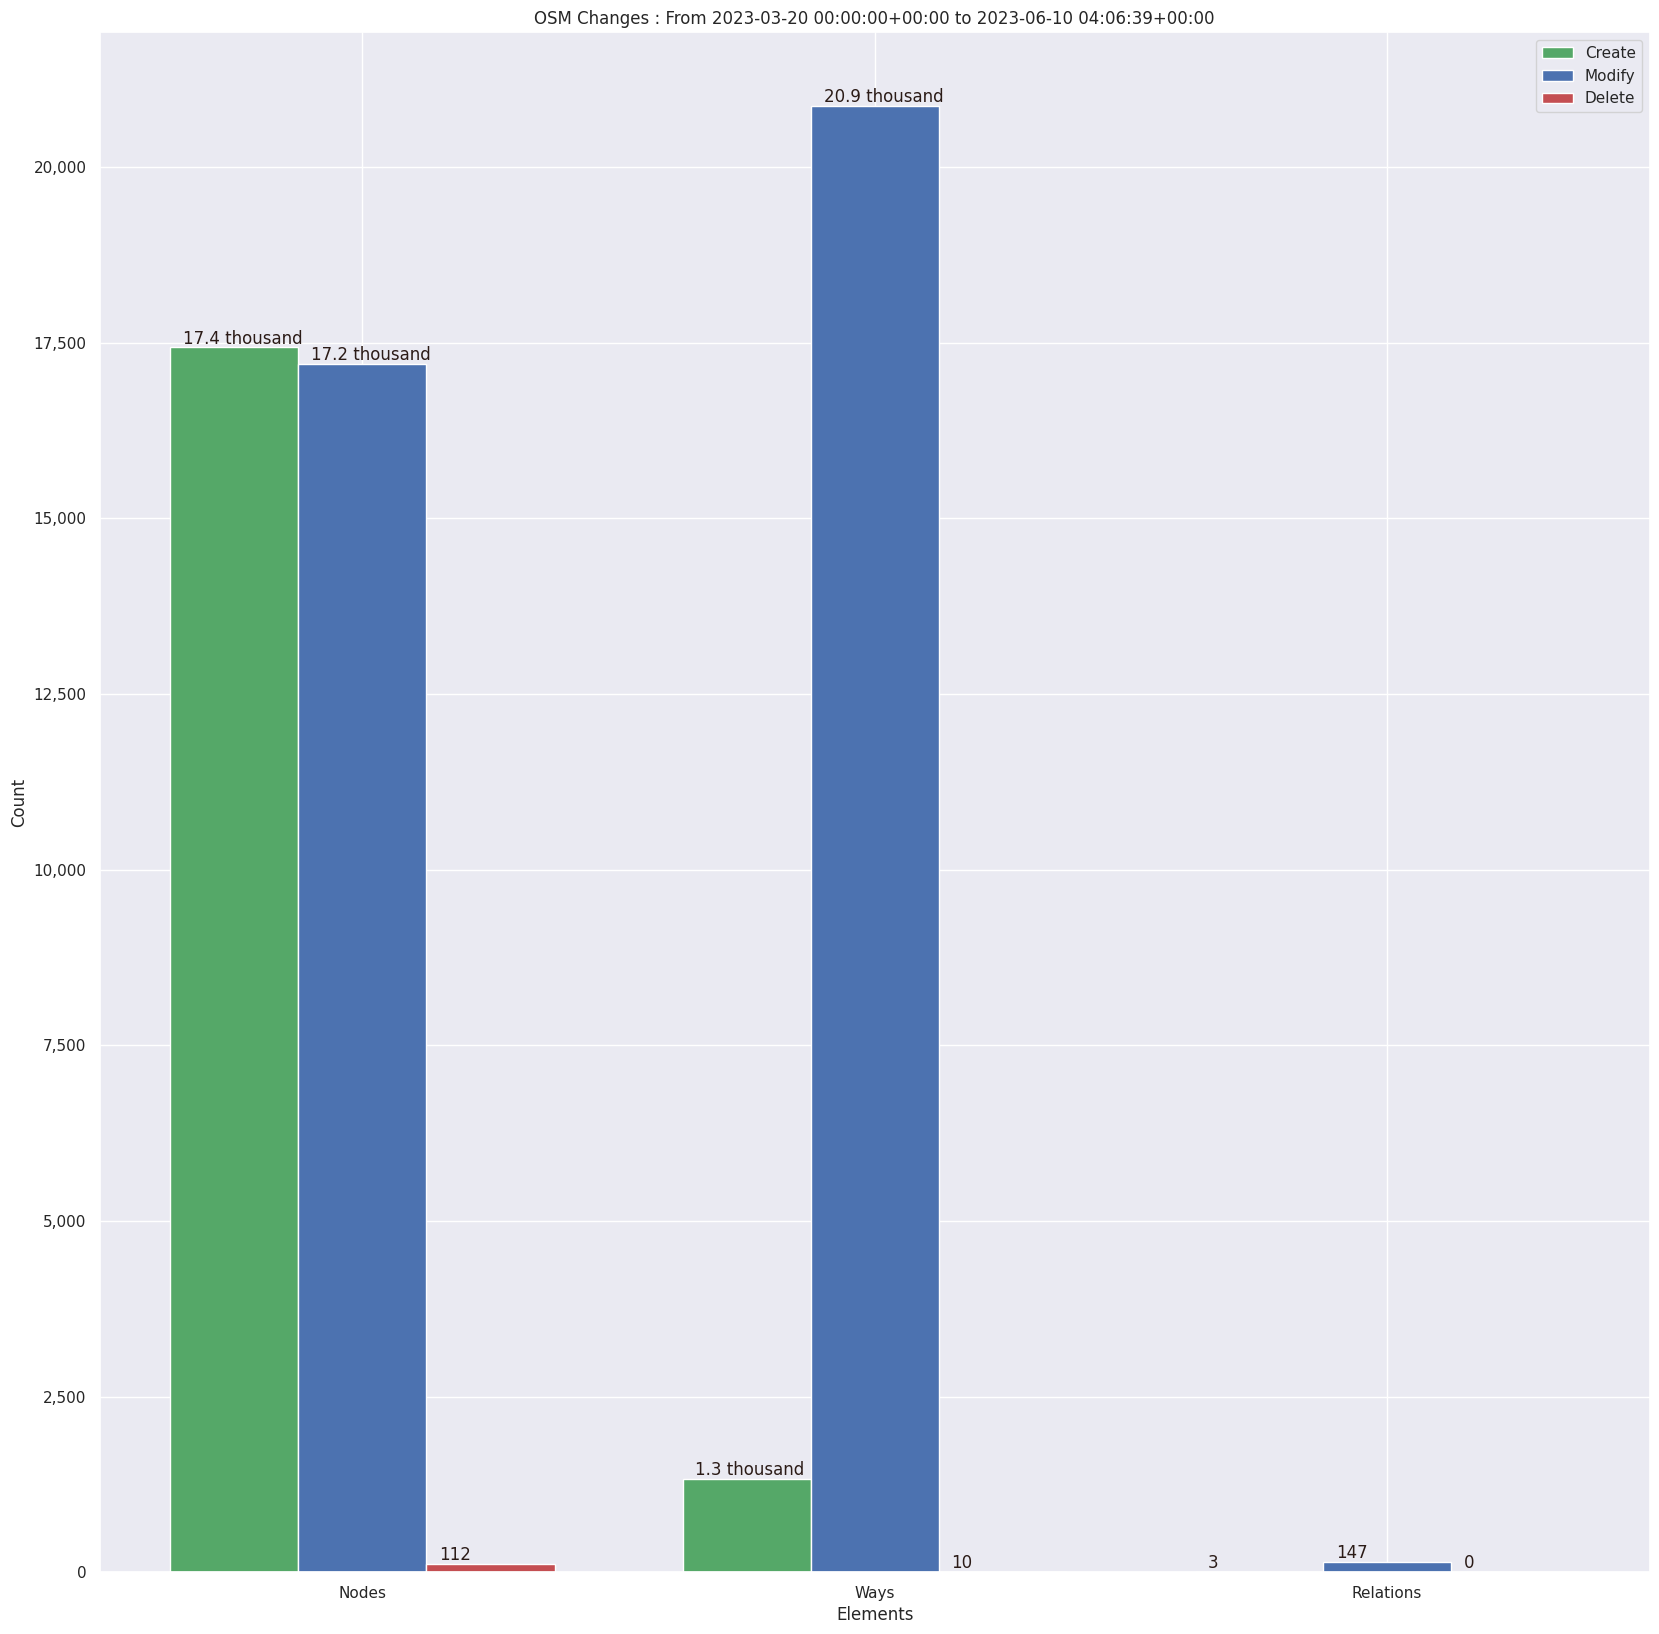 OSM Changes : From 2023-03-20 00:00:00+00:00 to 2023-06-10 04:06:39+00:00
Create
Modify
Delete
20.9 thousand
20,000
17,500
17.4 thousand
17.2 thousand
15,000
12,500
Count
10,000
7,500
5,000
2,500
1.3 thousand
112
10
3
147
0
0
Nodes
Ways
Relations
Elements